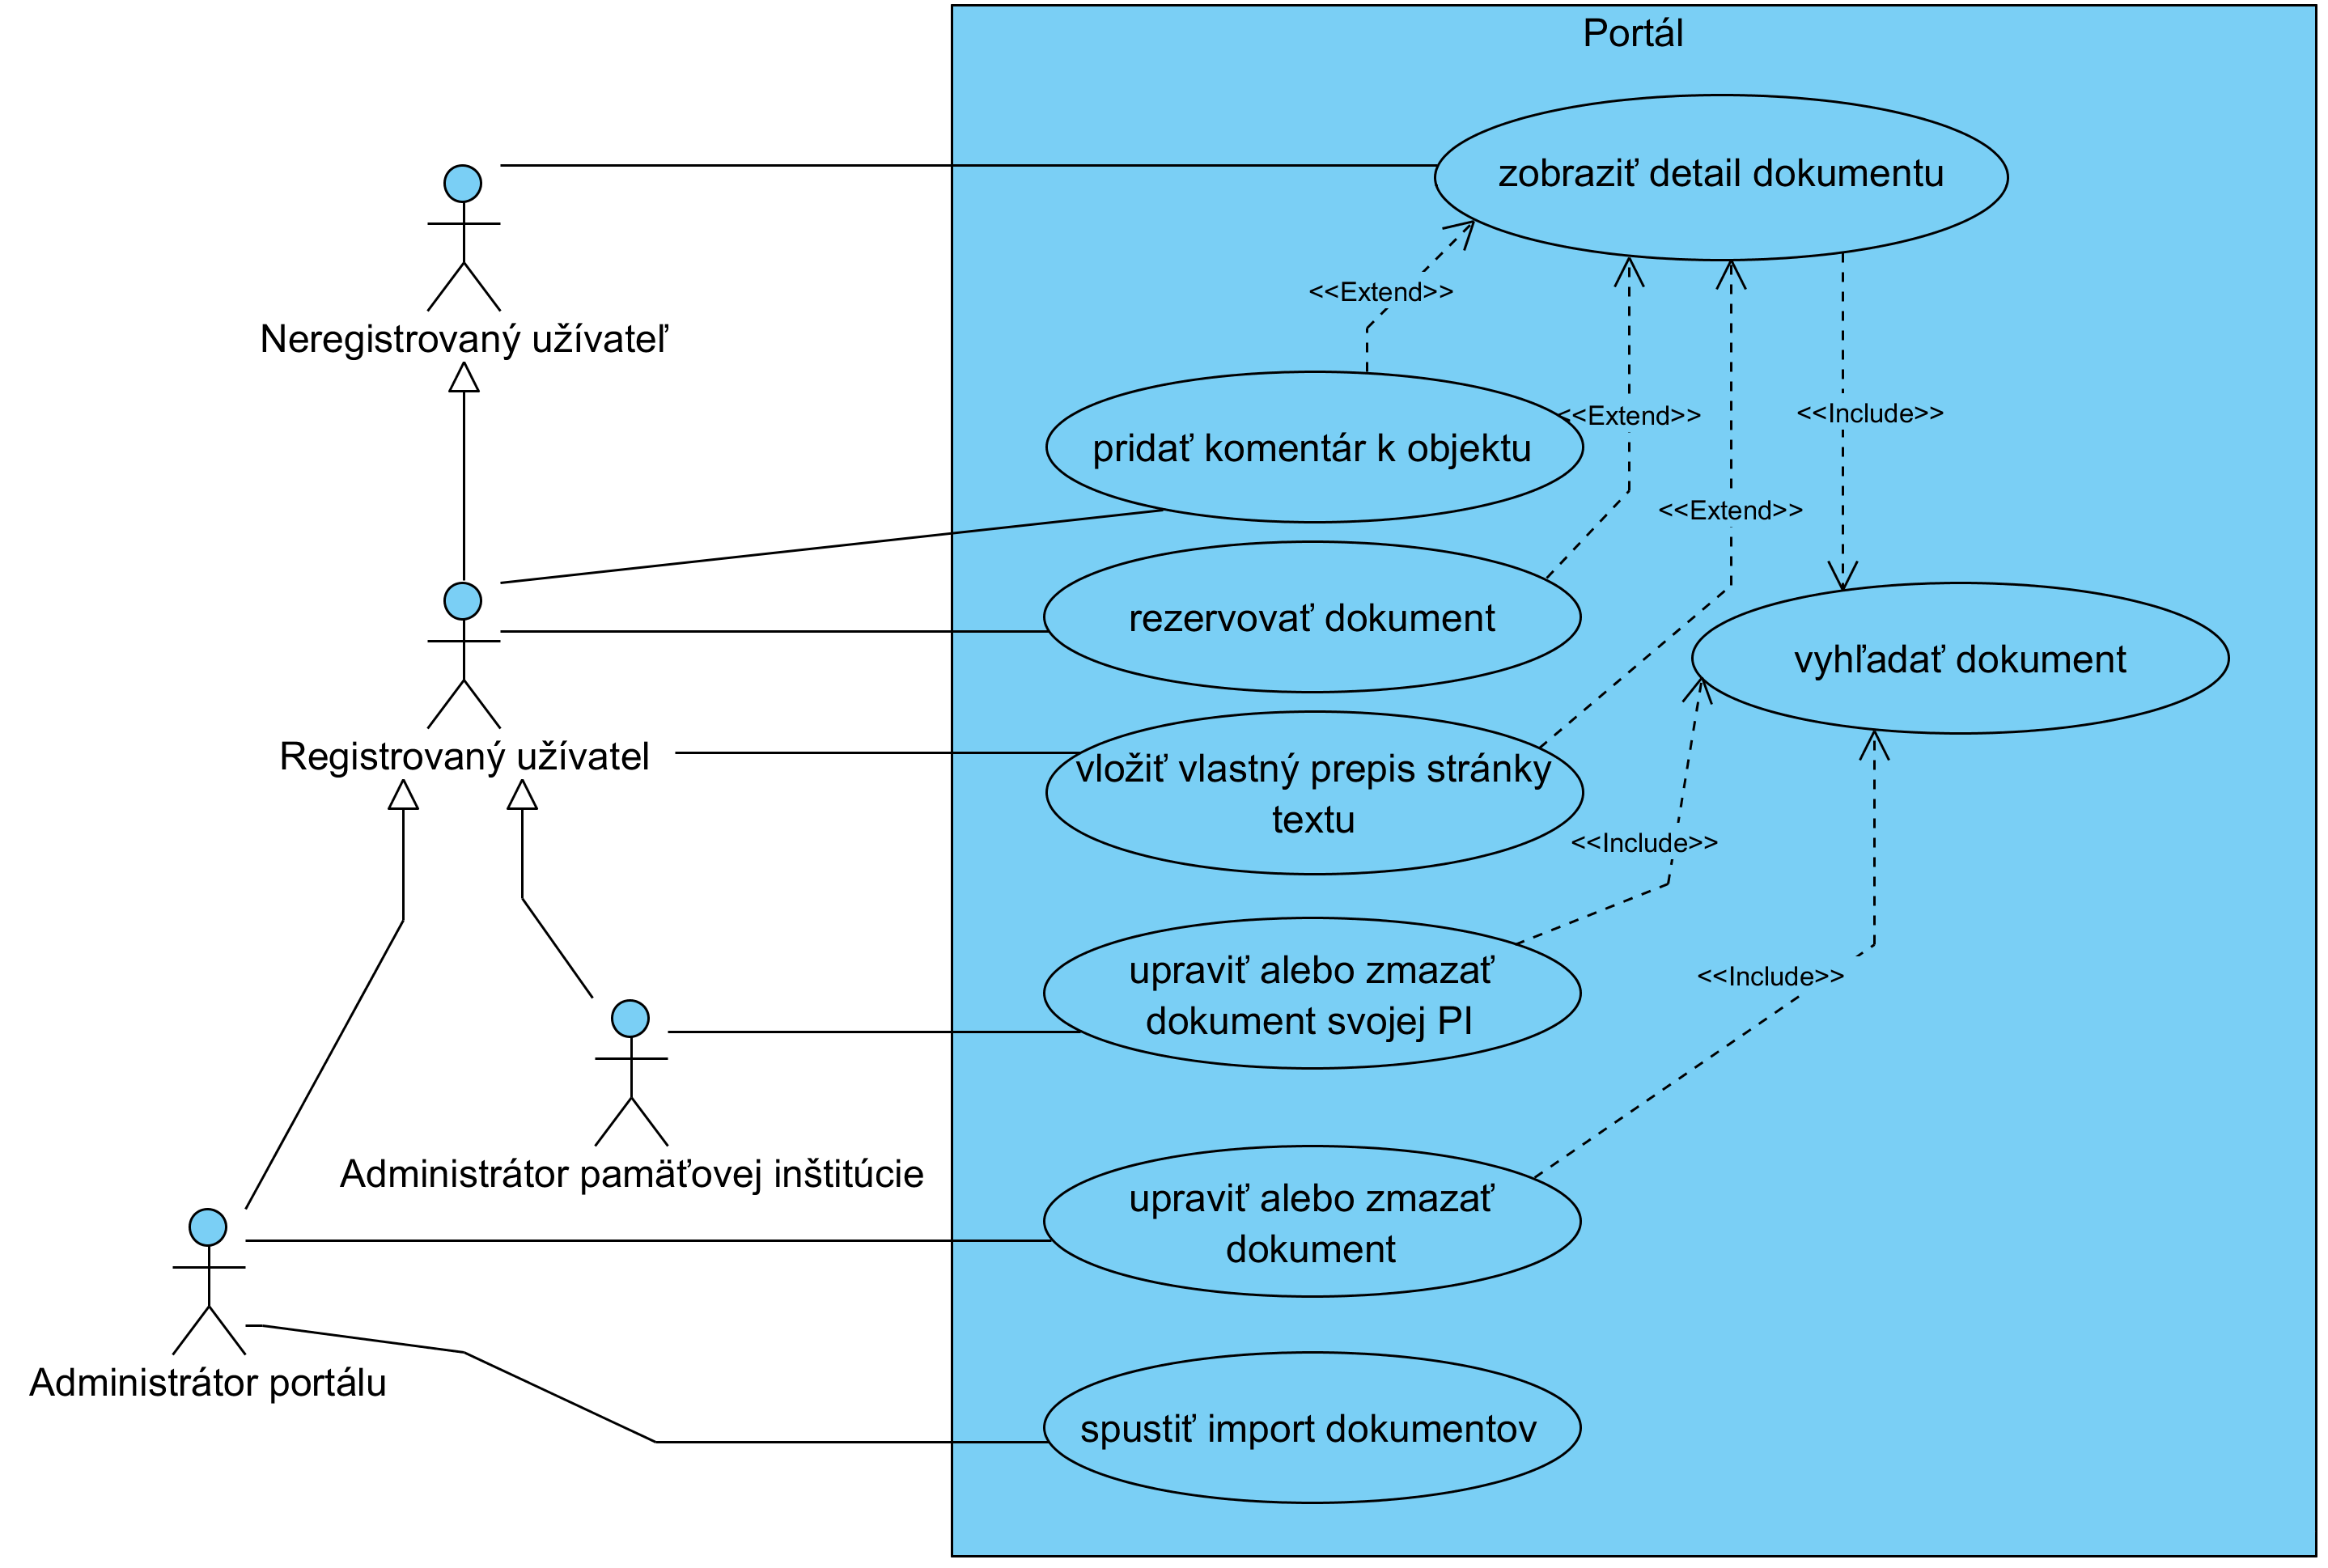 Portál
zobraziť detail dokumentu
<<Extend>>
Neregistrovaný užívateľ
<<Extend>>
<<Include>>
pridať komentár k objektu
<<Extend>>
rezervovať dokument
vyhľadať dokument
Registrovaný užívatel
vložiť vlastný prepis stránky
textu
<<Include>>
upraviť alebo zmazať
dokument svojej PI
<<Include>>
Administrátor pamäťovej inštitúcie
upraviť alebo zmazať
dokument
Administrátor portálu
spustiť import dokumentov